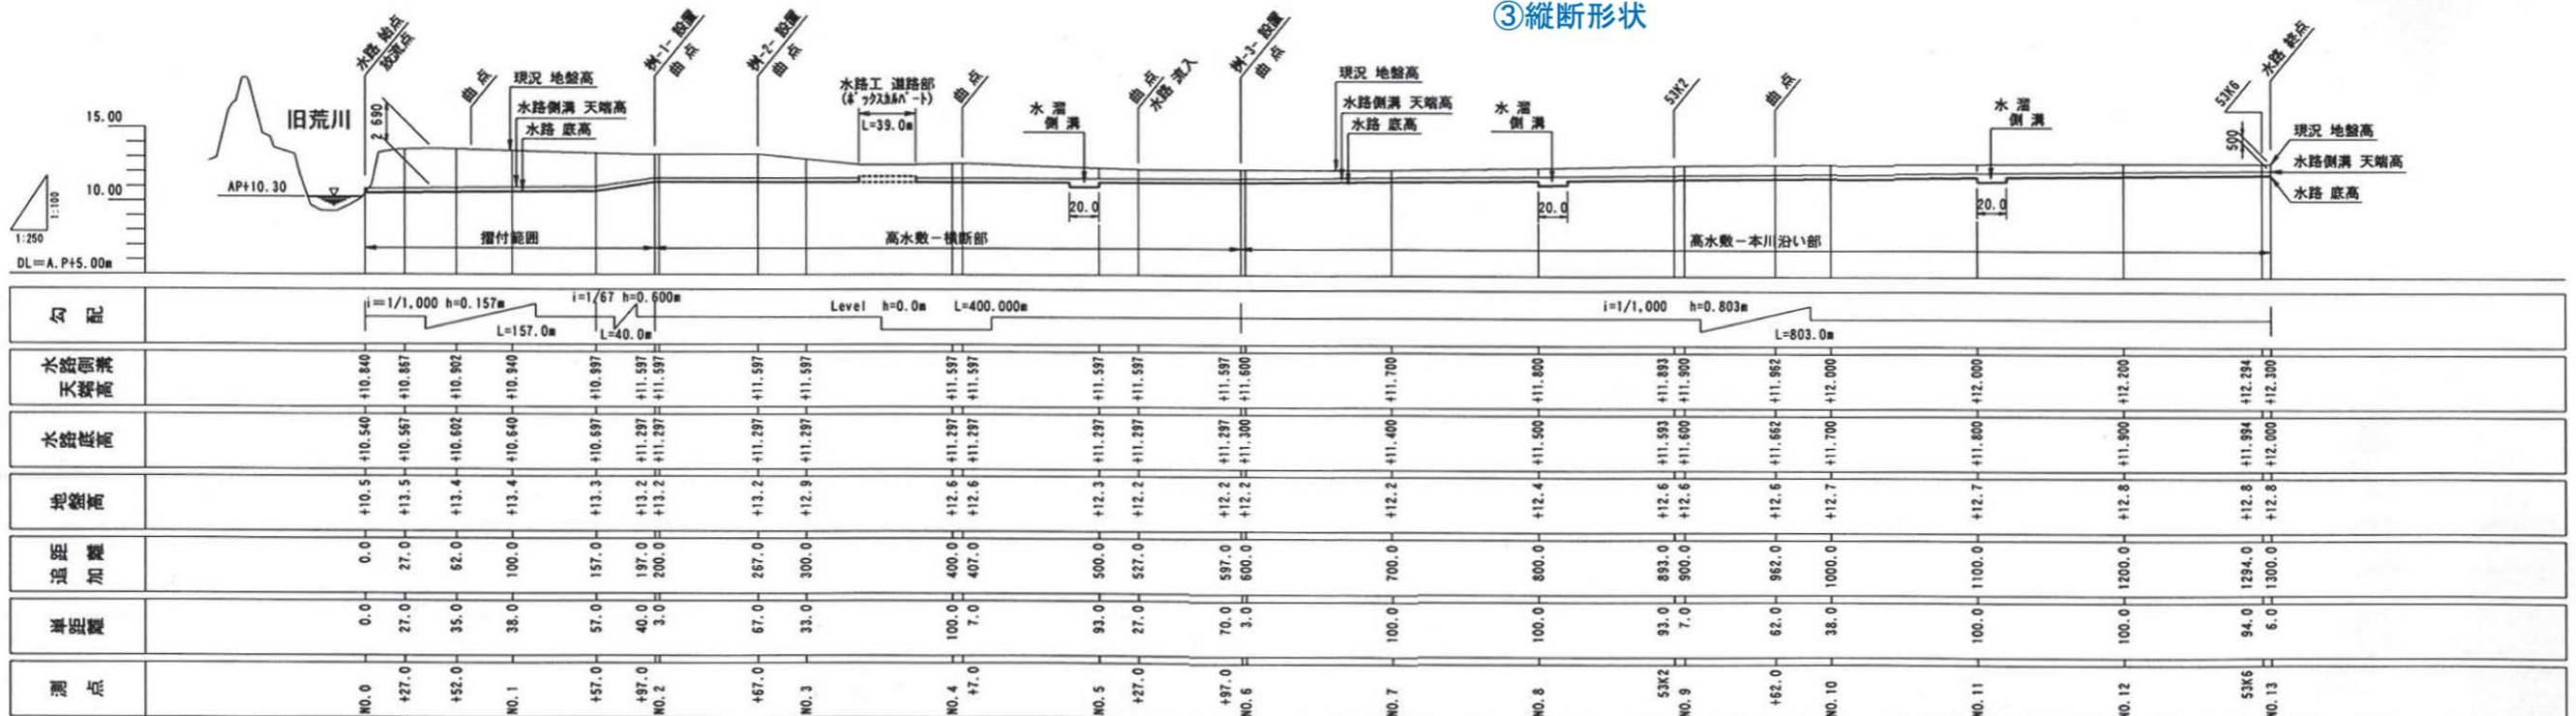 ③縦断形状
水路 始点
放流点
曲 点
現況 地盤高
水路側溝 天端高
水路 底高
桝-1- 設置
曲 点
桝-2- 設置
曲 点
水路工 道路部
(ボックスカルバート)
L=39.0m
曲 点
水 溜
側 溝
曲 点
水路 流入
桝-3- 設置
曲 点
現況 地盤高
水路側溝 天端高
水路 底高
水 溜
側 溝
53K2
曲 点
水 溜
側 溝
53K6
水路 終点
現況 地盤高
水路側溝 天端高
水路 底高
500
旧荒川
2 690
15.00
10.00
AP+10.30
1:100
1:250
DL=A.P+5.00m
20.0
20.0
20.0
摺付範囲
高水敷-横断部
高水敷-本川沿い部
勾 配
i=1/1,000 h=0.157m
L=157.0m
i=1/67 h=0.600m
L=40.0m
Level h=0.0m L=400.000m
i=1/1,000 h=0.803m
L=803.0m
水路側溝
天端高
+10.840 +10.867 +10.902 +10.940 +10.997 +11.597 +11.597 +11.597 +11.597 +11.597 +11.597 +11.597 +11.597 +11.597 +11.600 +11.700 +11.800 +11.893 +11.900 +11.962 +12.000 +12.000 +12.200 +12.294 +12.300
水路底高
+10.540 +10.567 +10.602 +10.640 +10.697 +11.297 +11.297 +11.297 +11.297 +11.297 +11.297 +11.297 +11.297 +11.297 +11.300 +11.400 +11.500 +11.593 +11.600 +11.662 +11.700 +11.800 +11.900 +11.994 +12.000
地盤高
+10.5 +13.5 +13.4 +13.4 +13.3 +13.2 +13.2 +13.2 +12.9 +12.6 +12.6 +12.3 +12.2 +12.2 +12.2 +12.2 +12.4 +12.6 +12.6 +12.6 +12.7 +12.7 +12.8 +12.8 +12.8
追加距離
0.0 27.0 62.0 100.0 157.0 197.0 200.0 267.0 300.0 400.0 407.0 500.0 527.0 597.0 600.0 700.0 800.0 893.0 900.0 962.0 1000.0 1100.0 1200.0 1294.0 1300.0
単距離
0.0 27.0 35.0 38.0 57.0 40.0 3.0 67.0 33.0 100.0 7.0 93.0 27.0 70.0 3.0 100.0 100.0 93.0 7.0 62.0 38.0 100.0 100.0 94.0 6.0
測 点
NO.0 +27.0 +52.0 NO.1 +57.0 +97.0 NO.2 +67.0 NO.3 NO.4 +7.0 NO.5 +27.0 +97.0 NO.6 NO.7 NO.8 53K2 NO.9 +62.0 NO.10 NO.11 NO.12 53K6 NO.13